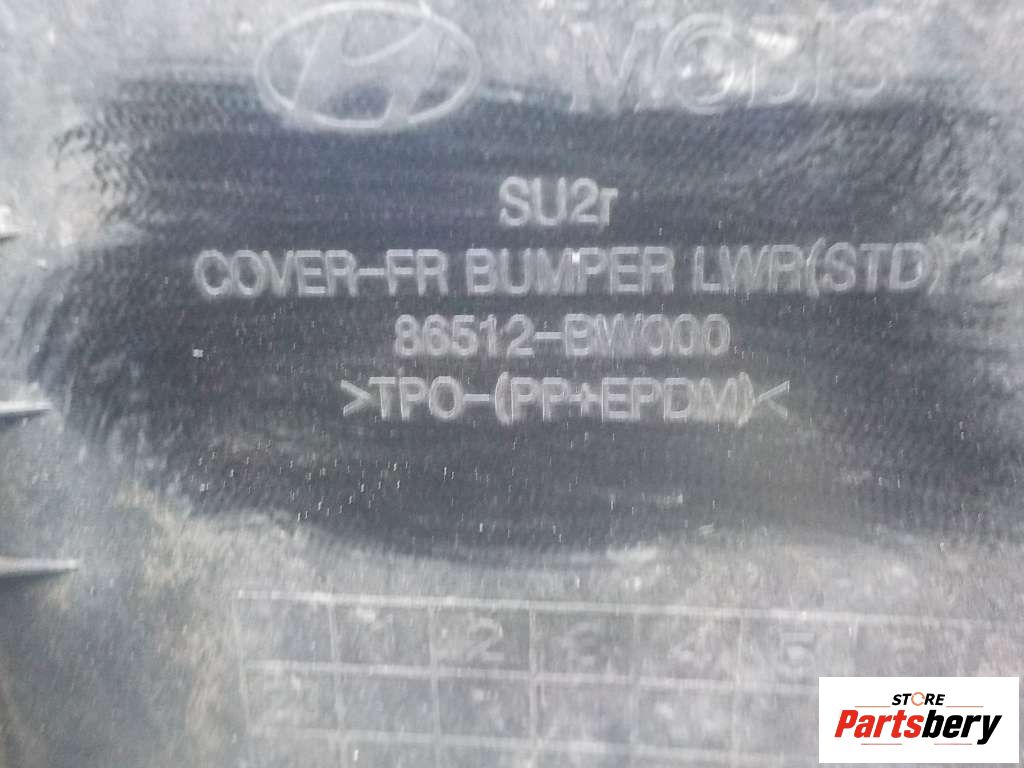 MOBIS
SU2r
COVER-FR BUMPER LWR(STD)
86512-BW000
>TPO-(PP+EPDM)<
1 2 3 4 5
STORE
Partsbery